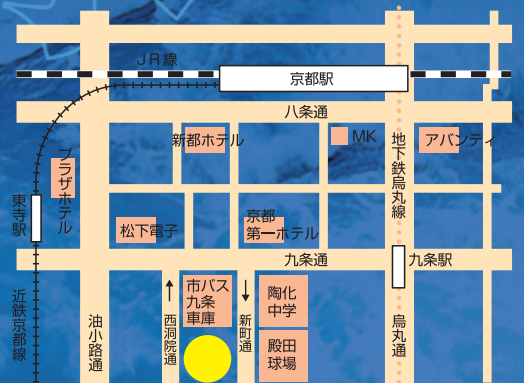 JR線
京都駅
八条通
新都ホテル
MK
アバンティ
地下鉄烏丸線
プラザホテル
東寺駅
松下電子
京都
第一ホテル
九条通
九条駅
近鉄京都線
油小路通
西洞院通
市バス
九条
車庫
新町通
陶化
中学
殿田
球場
烏丸通